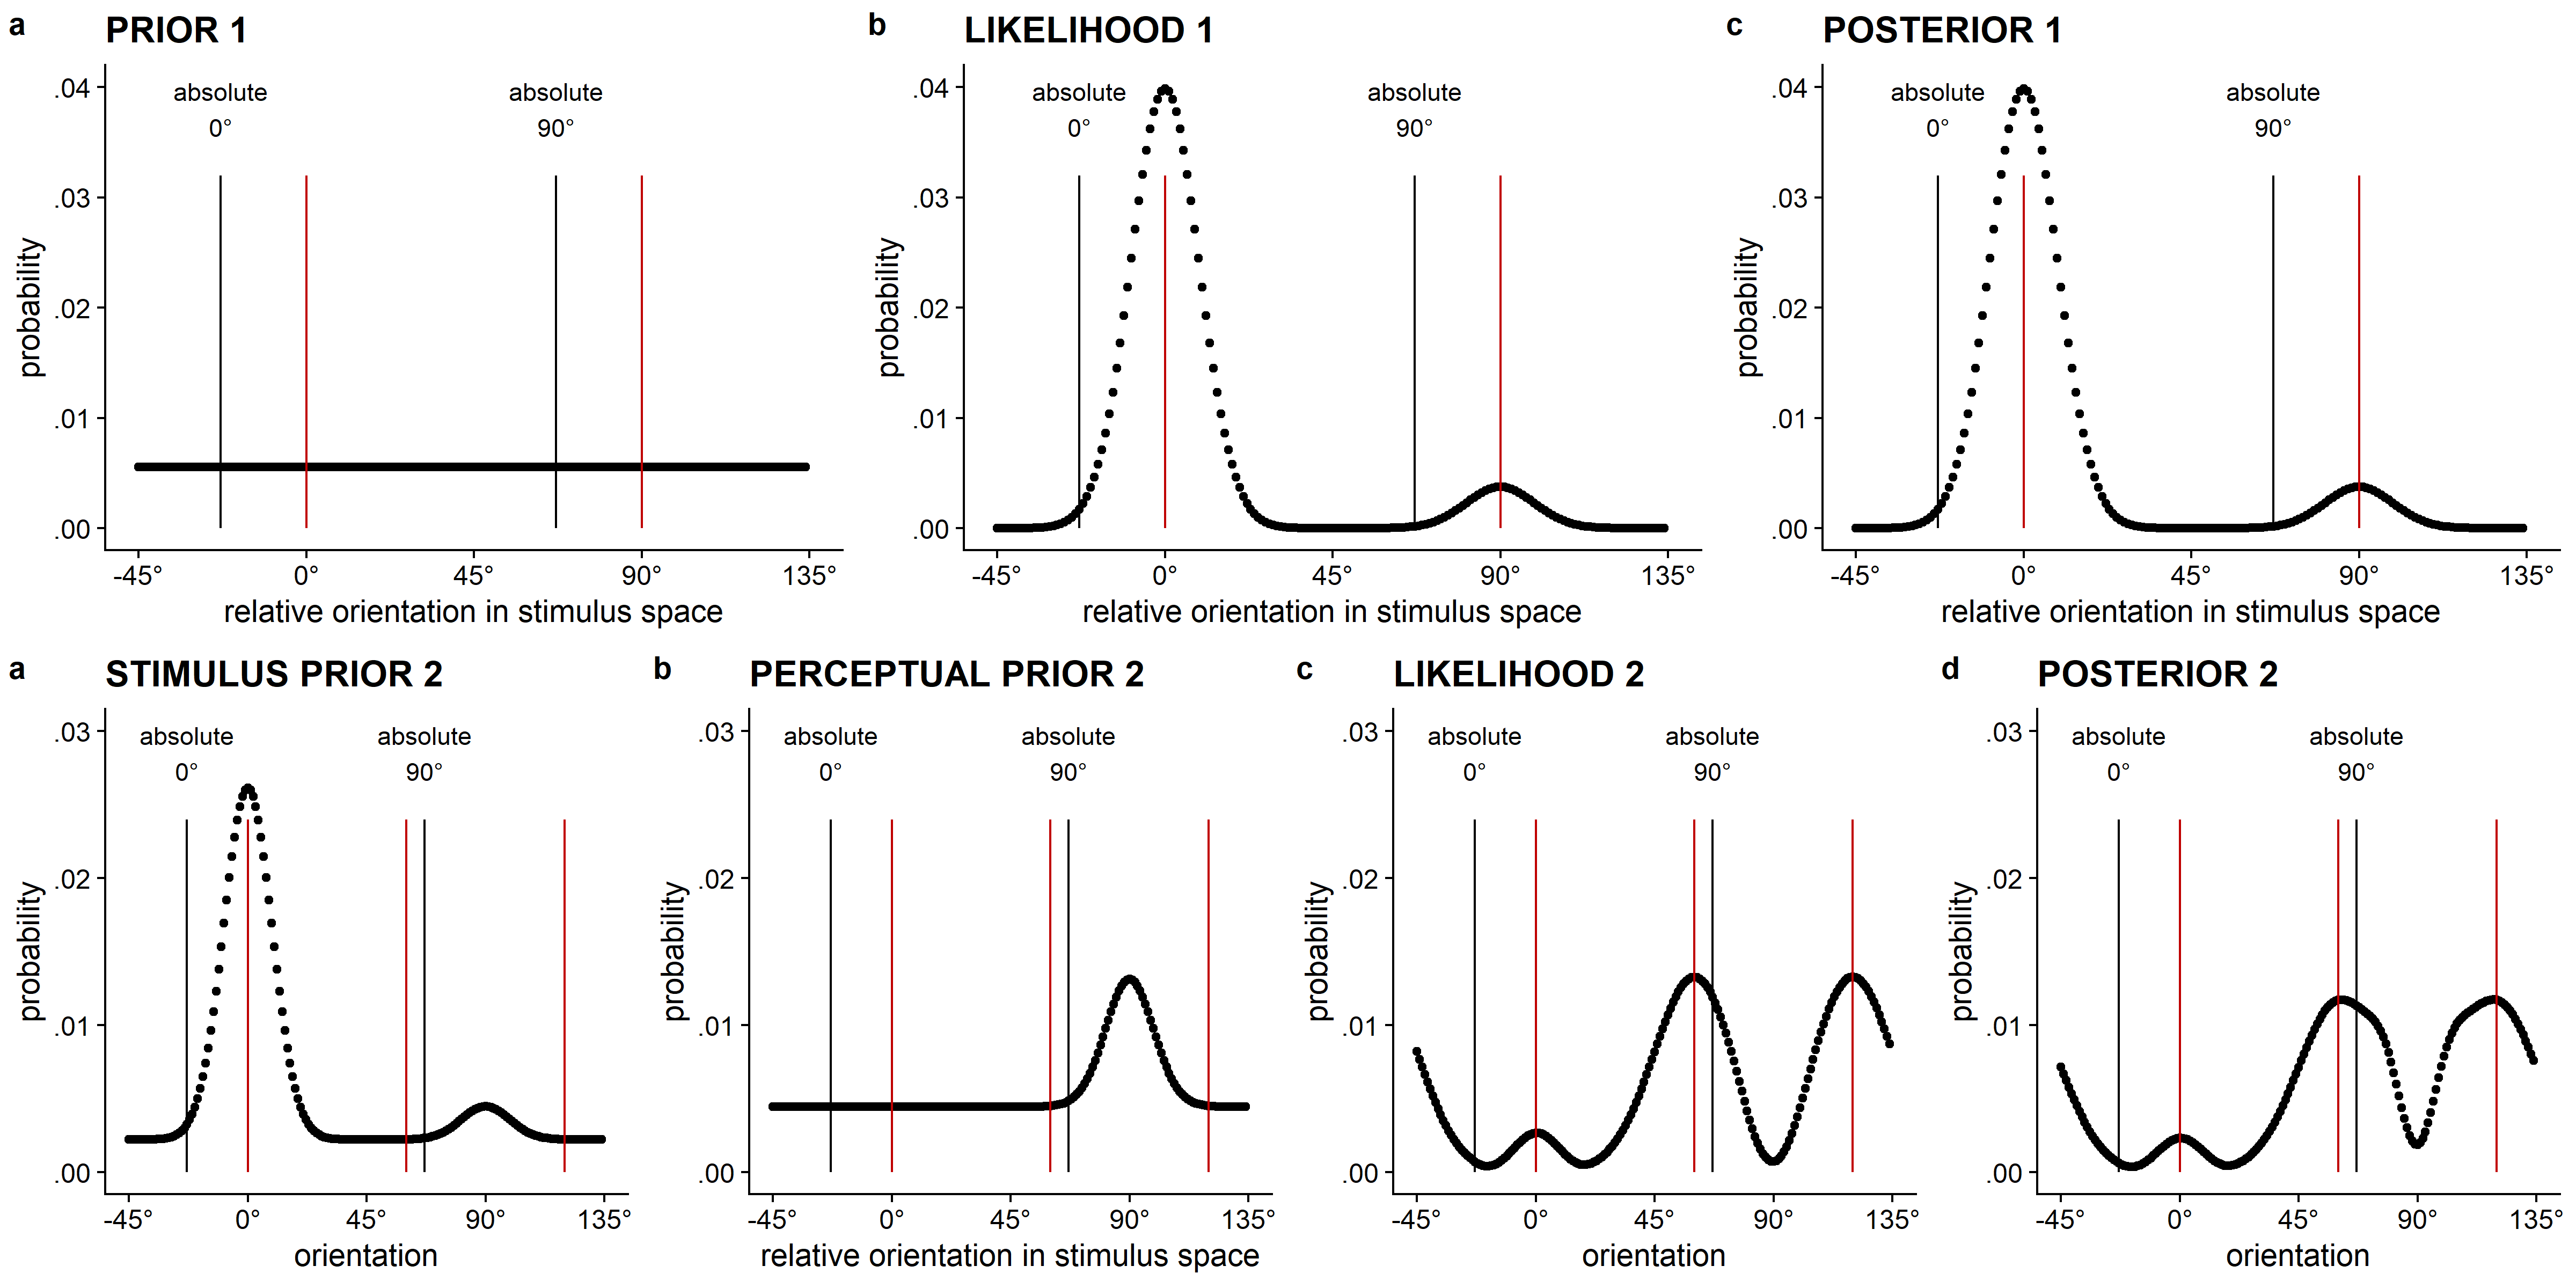 a PRIOR 1
absolute 0°
absolute 90°
.04
.03
.02
.01
.00
probability
-45° 0° 45° 90° 135°
relative orientation in stimulus space
b LIKELIHOOD 1
absolute 0°
absolute 90°
.04
.03
.02
.01
.00
probability
-45° 0° 45° 90° 135°
relative orientation in stimulus space
c POSTERIOR 1
absolute 0°
absolute 90°
.04
.03
.02
.01
.00
probability
-45° 0° 45° 90° 135°
relative orientation in stimulus space
a STIMULUS PRIOR 2
absolute 0°
absolute 90°
.03
.02
.01
.00
probability
-45° 0° 45° 90° 135°
orientation
b PERCEPTUAL PRIOR 2
absolute 0°
absolute 90°
.03
.02
.01
.00
probability
-45° 0° 45° 90° 135°
relative orientation in stimulus space
c LIKELIHOOD 2
absolute 0°
absolute 90°
.03
.02
.01
.00
probability
-45° 0° 45° 90° 135°
orientation
d POSTERIOR 2
absolute 0°
absolute 90°
.03
.02
.01
.00
probability
-45° 0° 45° 90° 135°
orientation